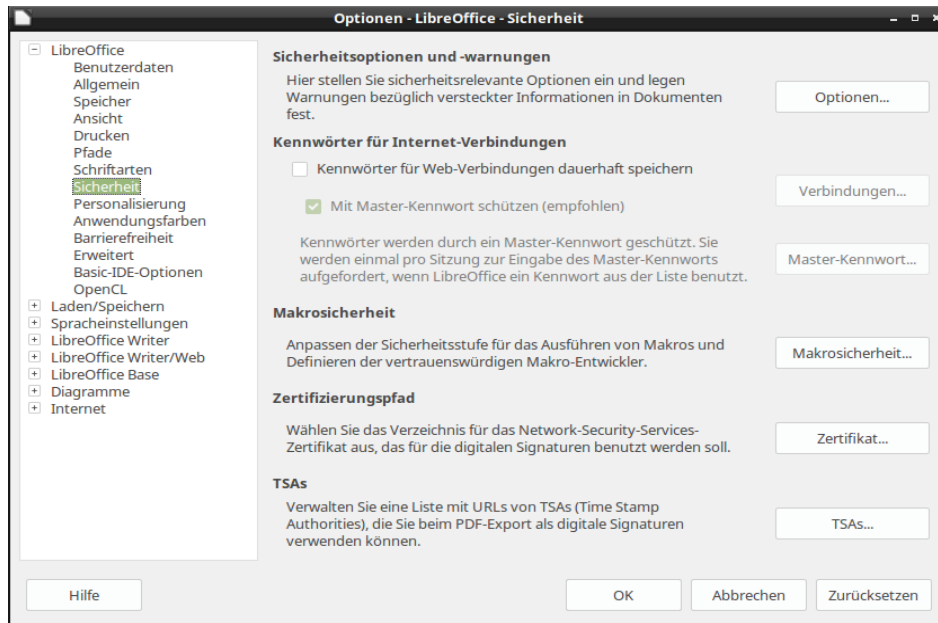 Optionen - LibreOffice - Sicherheit
LibreOffice
Benutzerdaten
Allgemein
Speicher
Ansicht
Drucken
Pfade
Schriftarten
Sicherheit
Personalisierung
Anwendungsfarben
Barrierefreiheit
Erweitert
Basic-IDE-Optionen
OpenCL
Laden/Speichern
Spracheinstellungen
LibreOffice Writer
LibreOffice Writer/Web
LibreOffice Base
Diagramme
Internet
Sicherheitsoptionen und -warnungen
Hier stellen Sie sicherheitsrelevante Optionen ein und legen
Warnungen bezüglich versteckter Informationen in Dokumenten
fest.
Optionen...
Kennwörter für Internet-Verbindungen
Kennwörter für Web-Verbindungen dauerhaft speichern
Verbindungen...
Mit Master-Kennwort schützen (empfohlen)
Kennwörter werden durch ein Master-Kennwort geschützt. Sie
werden einmal pro Sitzung zur Eingabe des Master-Kennworts
aufgefordert, wenn LibreOffice ein Kennwort aus der Liste benutzt.
Master-Kennwort...
Makrosicherheit
Anpassen der Sicherheitsstufe für das Ausführen von Makros und
Definieren der vertrauenswürdigen Makro-Entwickler.
Makrosicherheit...
Zertifizierungspfad
Wählen Sie das Verzeichnis für das Network-Security-Services-
Zertifikat aus, das für die digitalen Signaturen benutzt werden soll.
Zertifikat...
TSAs
Verwalten Sie eine Liste mit URLs von TSAs (Time Stamp
Authorities), die Sie beim PDF-Export als digitale Signaturen
verwenden können.
TSAs...
Hilfe
OK
Abbrechen
Zurücksetzen